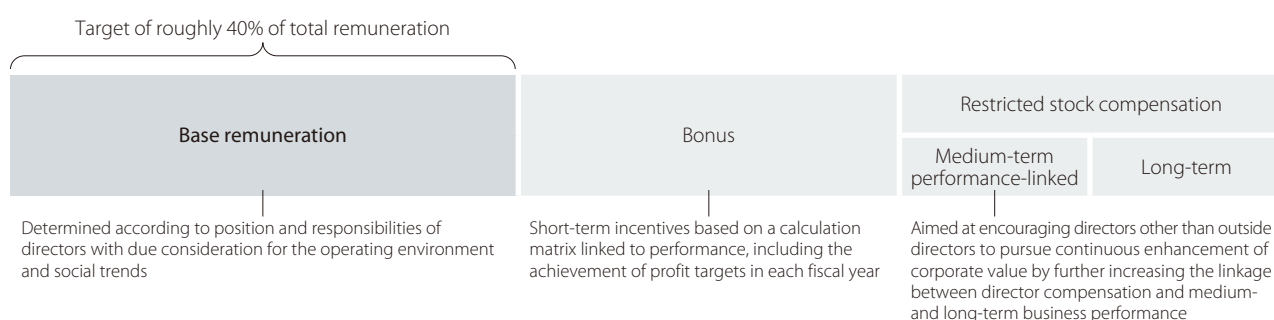 Target of roughly 40% of total remuneration
Base remuneration
Bonus
Restricted stock compensation
Medium-term
performance-linked
Long-term
Determined according to position and responsibilities of
directors with due consideration for the operating environment
and social trends
Short-term incentives based on a calculation
matrix linked to performance, including the
achievement of profit targets in each fiscal year
Aimed at encouraging directors other than outside
directors to pursue continuous enhancement of
corporate value by further increasing the linkage
between director compensation and medium-
and long-term business performance